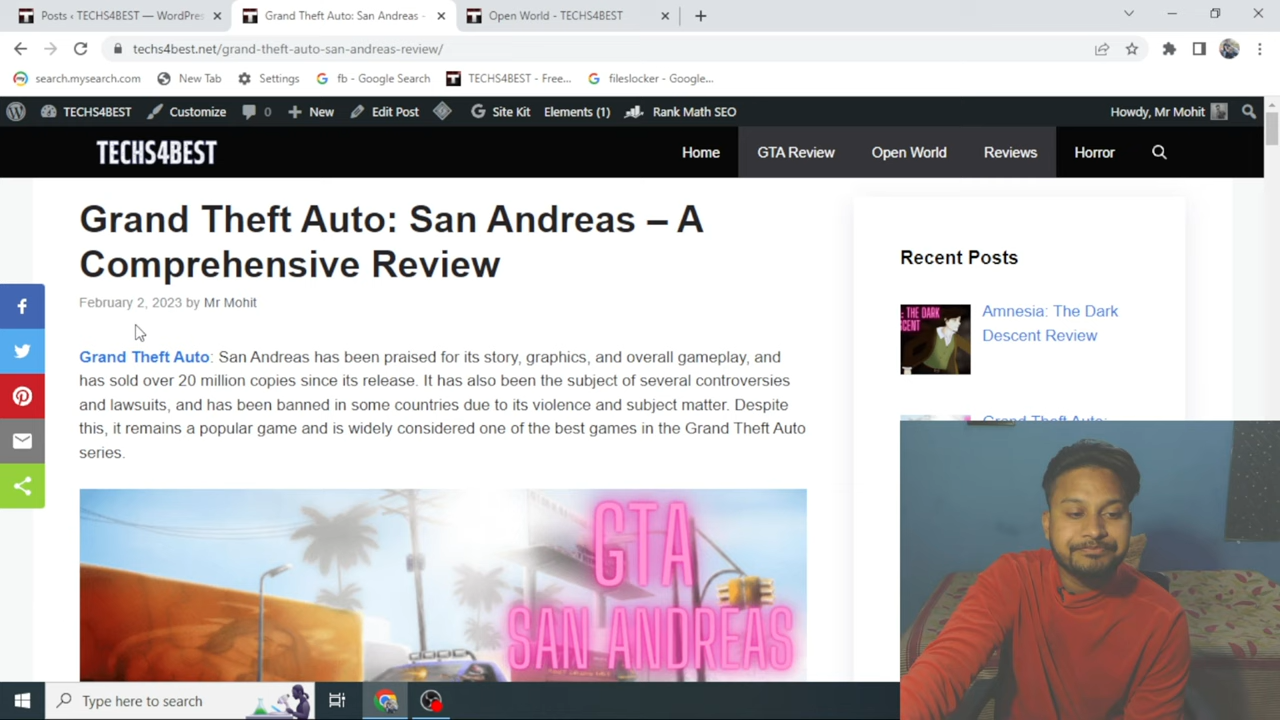 Posts ‹ TECHS4BEST — WordPres
Grand Theft Auto: San Andreas -
Open World - TECHS4BEST
techs4best.net/grand-theft-auto-san-andreas-review/
search.mysearch.com
New Tab
Settings
fb - Google Search
TECHS4BEST - Free...
fileslocker - Google...
TECHS4BEST
Customize
0
New
Edit Post
Site Kit
Elements (1)
Rank Math SEO
Howdy, Mr Mohit
TECHS4BEST
Home
GTA Review
Open World
Reviews
Horror
Grand Theft Auto: San Andreas – A
Comprehensive Review
February 2, 2023 by Mr Mohit
Grand Theft Auto: San Andreas has been praised for its story, graphics, and overall gameplay, and
has sold over 20 million copies since its release. It has also been the subject of several controversies
and lawsuits, and has been banned in some countries due to its violence and subject matter. Despite
this, it remains a popular game and is widely considered one of the best games in the Grand Theft Auto
series.
GTA
SAN ANDREAS
Recent Posts
THE DARK
Amnesia: The Dark
Descent Review
Grand Theft Auto:
Type here to search